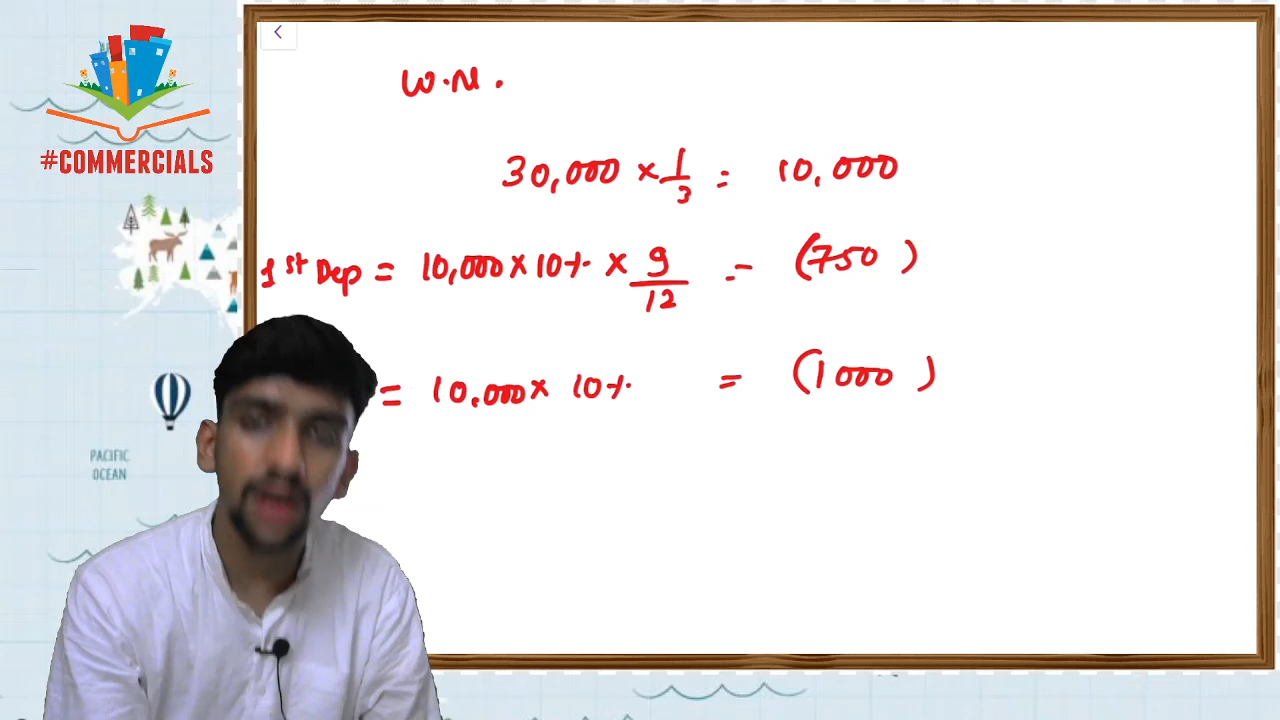 #COMMERCIALS
PACIFIC
OCEAN
W.N.
30,000 × 1/3 = 10,000
1st Dep = 10,000 × 10% × 9/12 = (750)
= 10,000 × 10% = (1000)